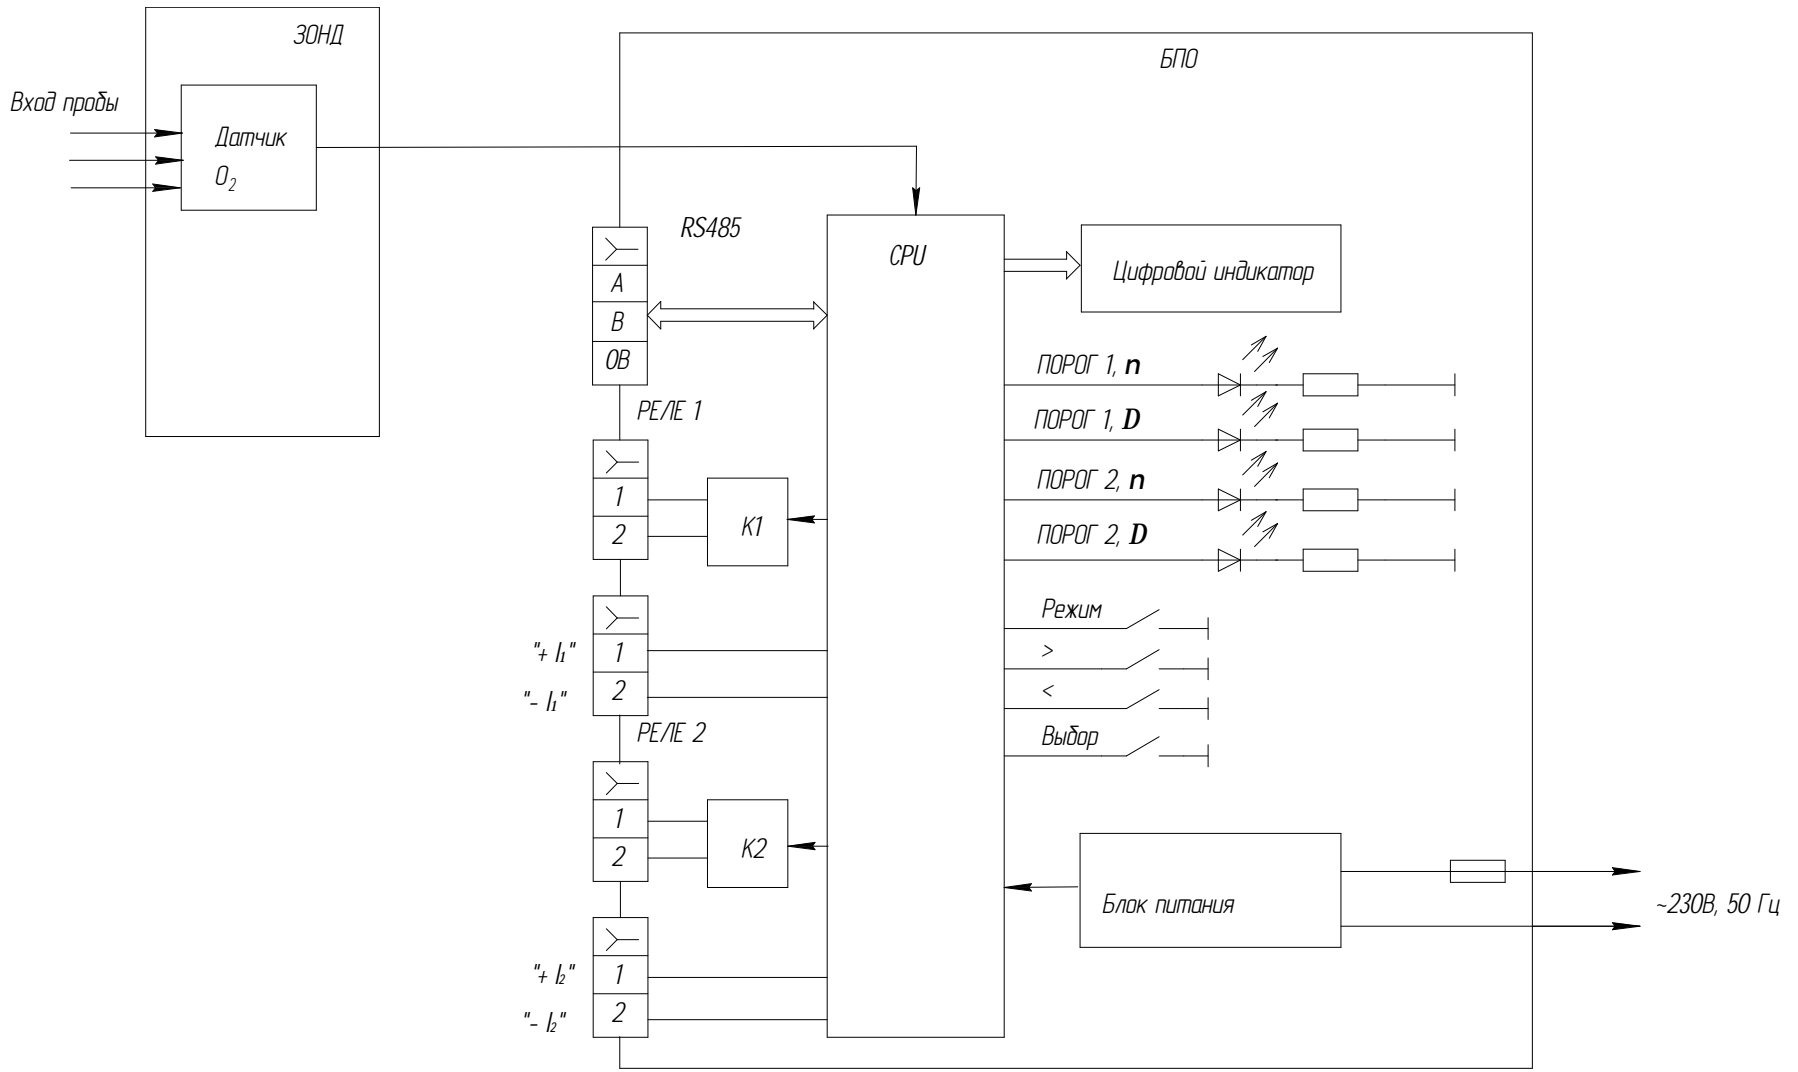 ЗОНД
БПО
Вход пробы
Датчик
O2
RS485
A
B
0В
CPU
Цифровой индикатор
ПОРОГ 1, n
ПОРОГ 1, D
ПОРОГ 2, n
ПОРОГ 2, D
РЕЛЕ 1
1
2
K1
"+ I1"
1
"- I1"
2
Режим
>
<
Выбор
РЕЛЕ 2
1
2
K2
"+ I2"
1
"- I2"
2
Блок питания
~230В, 50 Гц